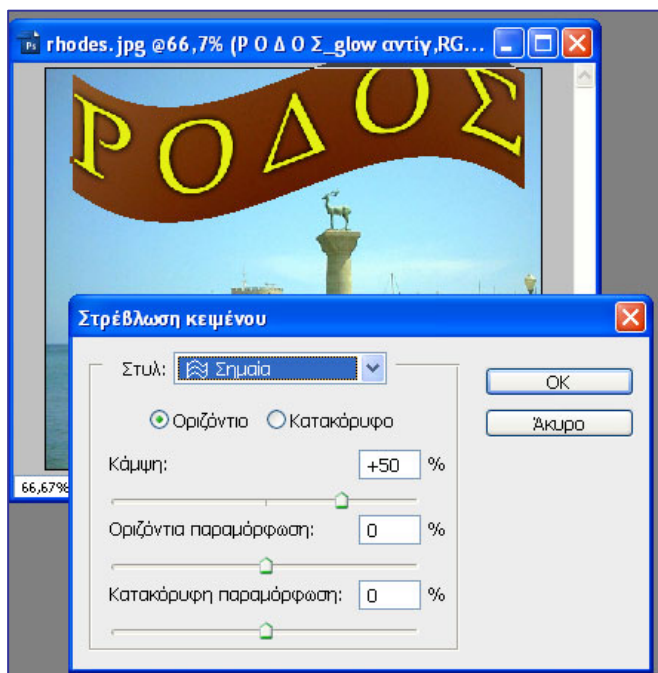 rhodes.jpg @66,7% (Ρ Ο Δ Ο Σ_glow αντίγ,RG...
ΡΟΔΟΣ
Στρέβλωση κειμένου
Στυλ: Σημαία
OK
Οριζόντιο Κατακόρυφο
Άκυρο
Κάμψη: +50 %
66,67%
Οριζόντια παραμόρφωση: 0 %
Κατακόρυφη παραμόρφωση: 0 %